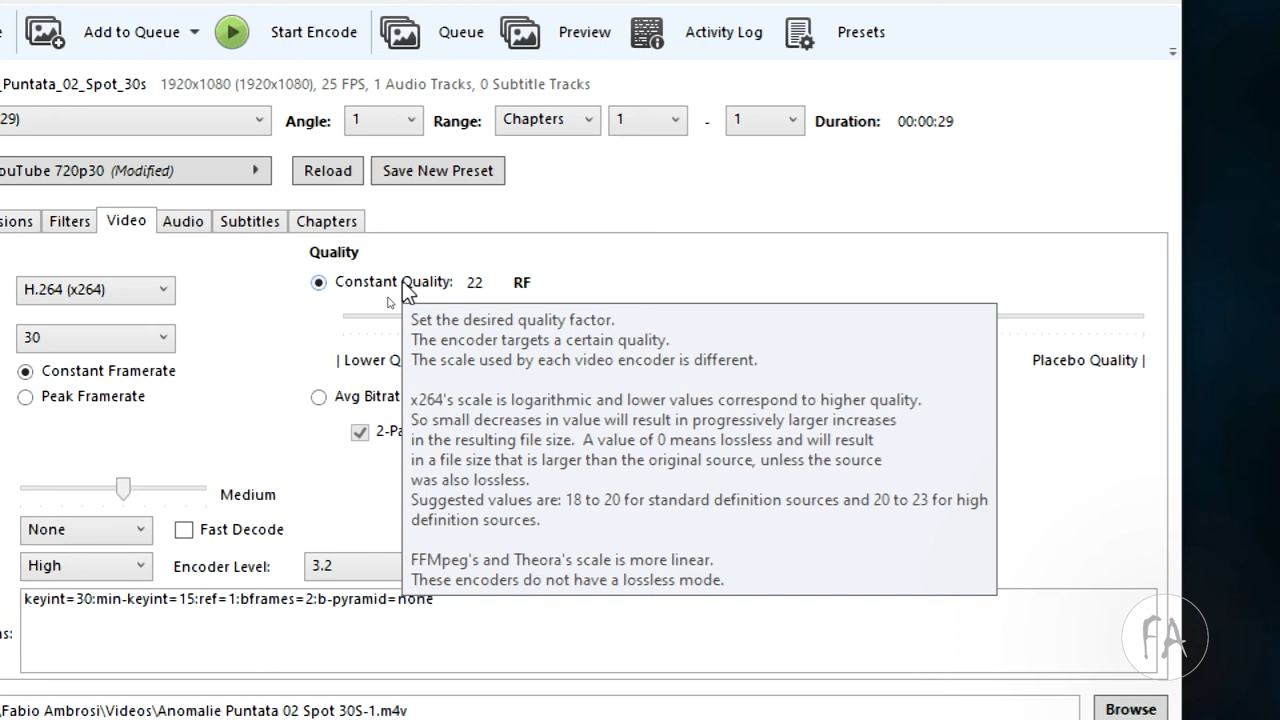 Add to Queue Start Encode Queue Preview Activity Log Presets
_Puntata_02_Spot_30s 1920x1080 (1920x1080), 25 FPS, 1 Audio Tracks, 0 Subtitle Tracks
29) Angle: 1 Range: Chapters 1 - 1 Duration: 00:00:29
ouTube 720p30 (Modified) Reload Save New Preset
sions Filters Video Audio Subtitles Chapters
Quality
H.264 (x264) Constant Quality: 22 RF
30
| Lower Q Placebo Quality |
Constant Framerate
Peak Framerate Avg Bitrat
2-Pa
Set the desired quality factor.
The encoder targets a certain quality.
The scale used by each video encoder is different.
x264's scale is logarithmic and lower values correspond to higher quality.
So small decreases in value will result in progressively larger increases
in the resulting file size. A value of 0 means lossless and will result
in a file size that is larger than the original source, unless the source
was also lossless.
Suggested values are: 18 to 20 for standard definition sources and 20 to 23 for high
definition sources.
FFMpeg's and Theora's scale is more linear.
These encoders do not have a lossless mode.
Medium
None Fast Decode
High Encoder Level: 3.2
keyint=30:min-keyint=15:ref=1:bframes=2:b-pyramid=none
ns:
FA
\Fabio Ambrosi\Videos\Anomalie Puntata 02 Spot 30S-1.m4v Browse